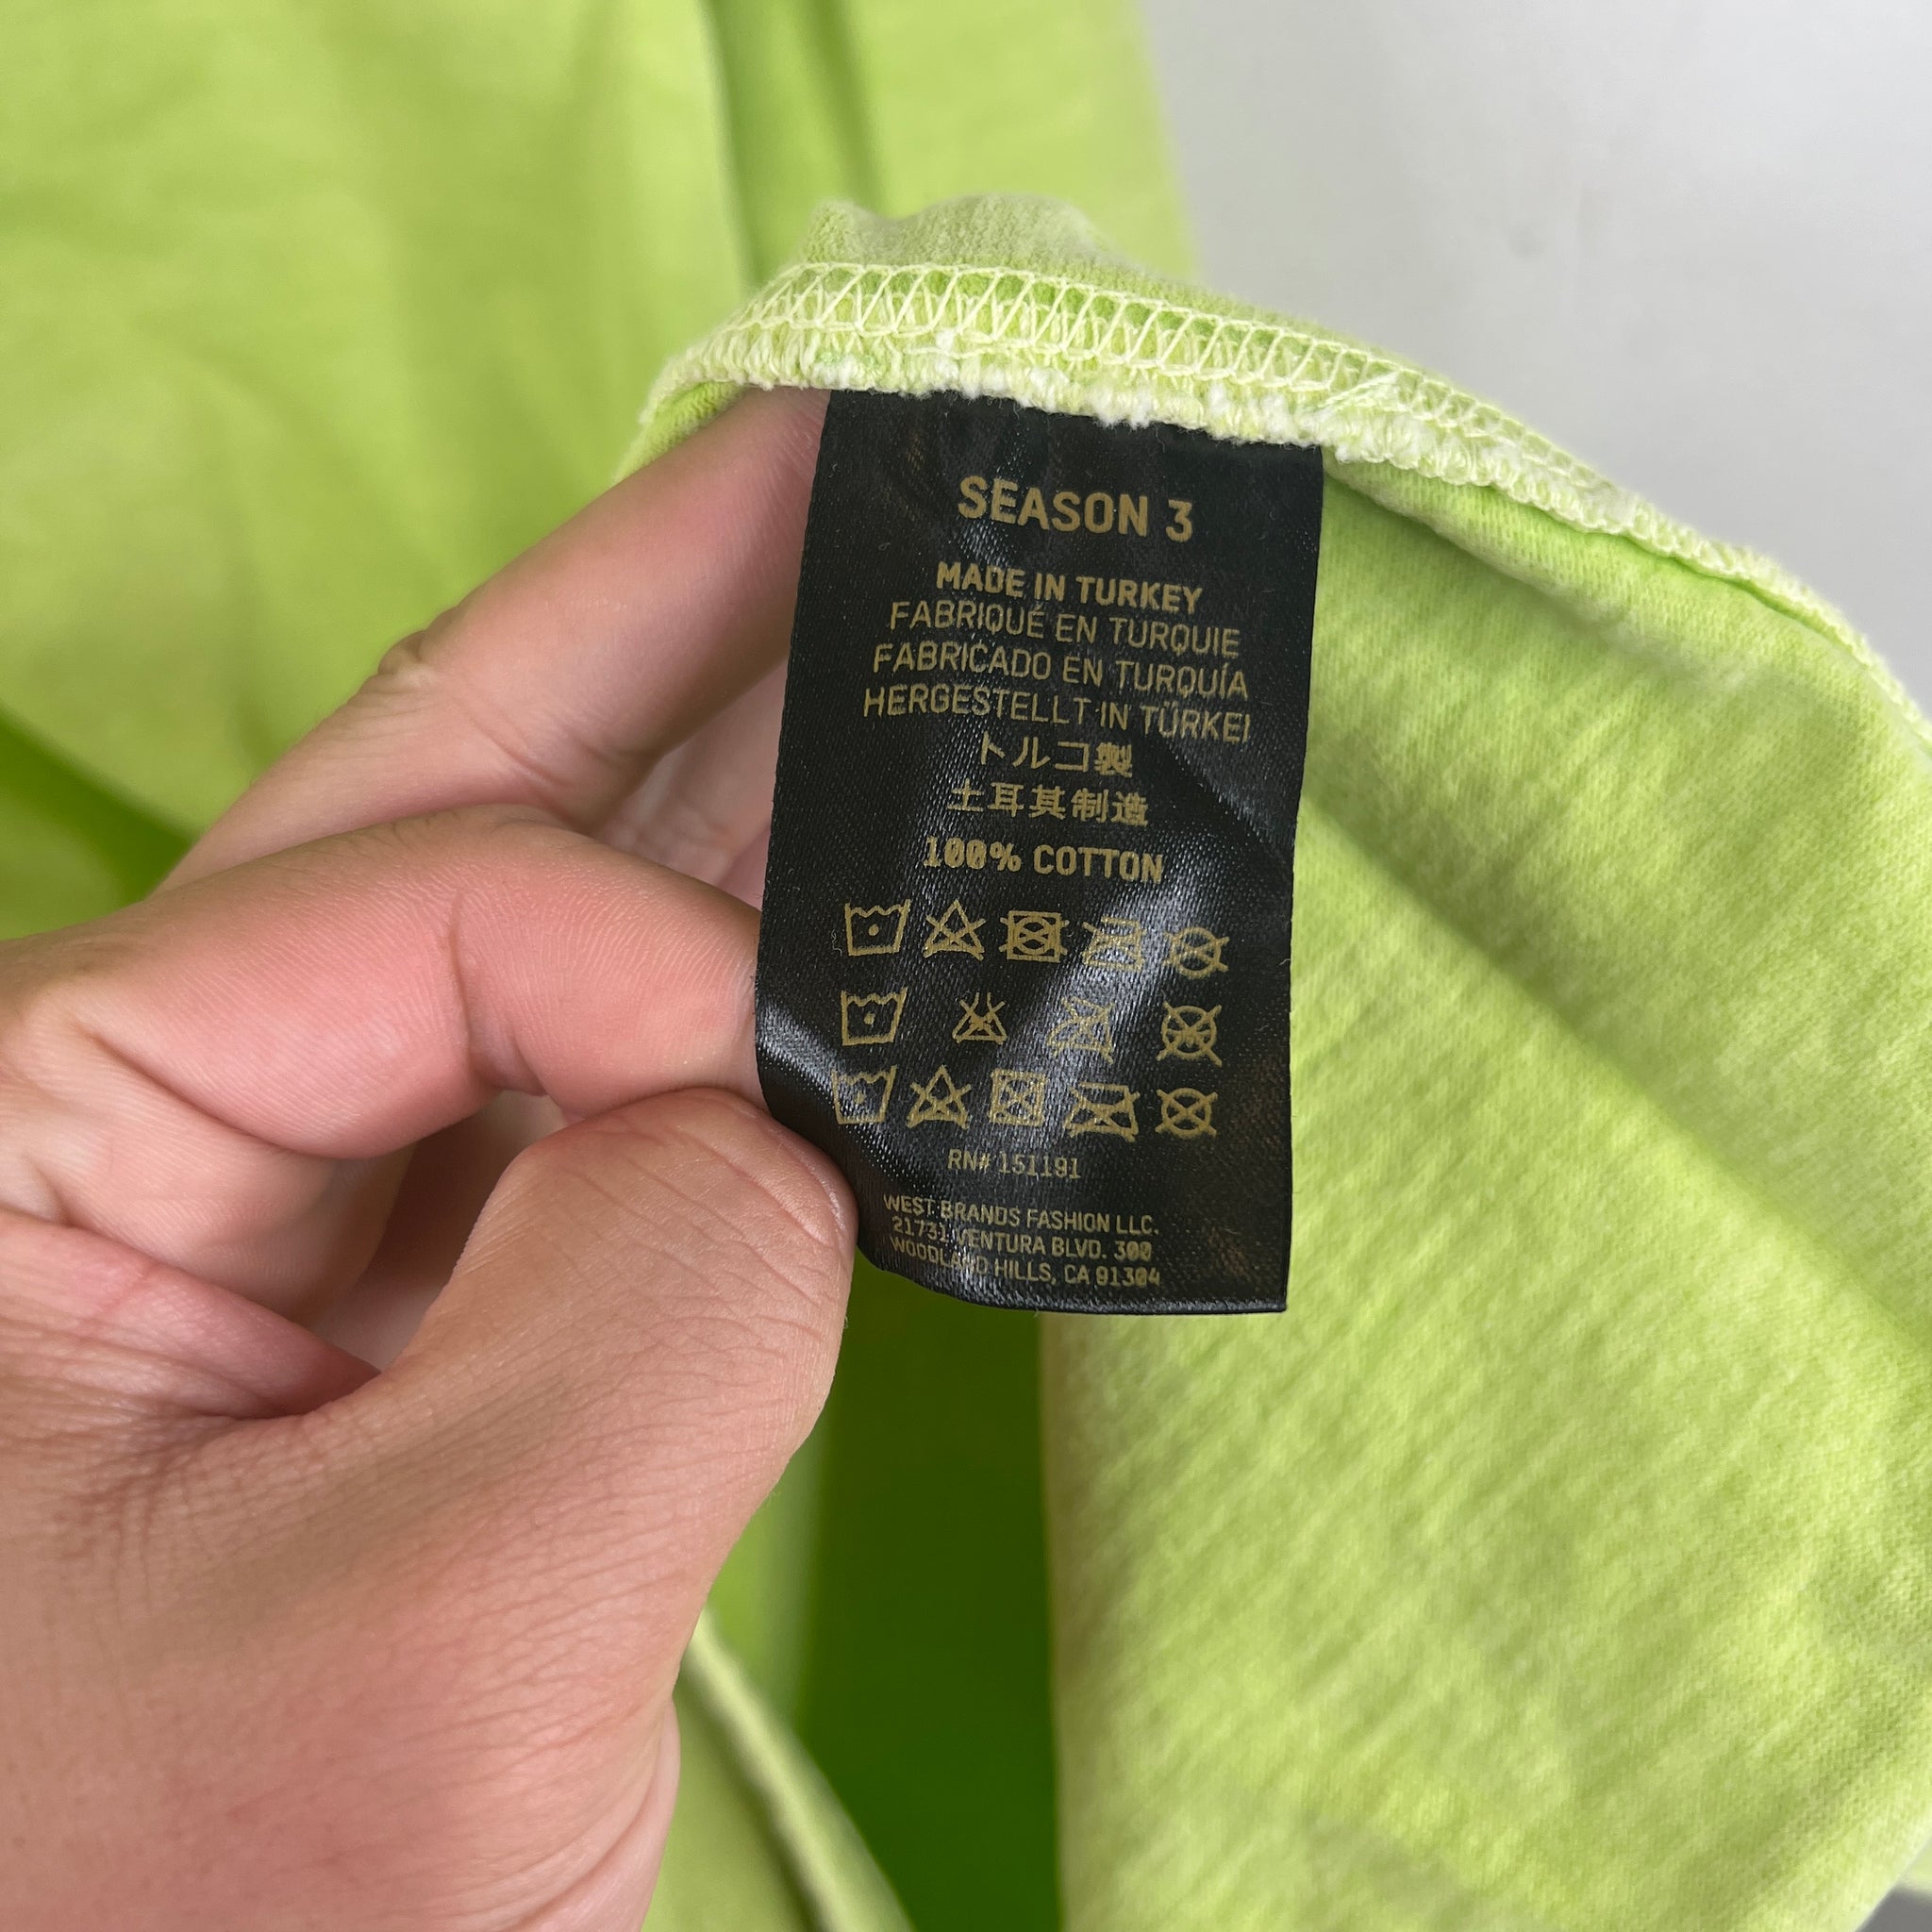 SEASON 3
MADE IN TURKEY
FABRIQUÉ EN TURQUIE
FABRICADO EN TURQUÍA
HERGESTELLT IN TÜRKEI
トルコ製
土耳其制造
100% COTTON
RN# 151191
WEST BRANDS FASHION LLC.
21731 VENTURA BLVD. 300
WOODLAND HILLS, CA 91304